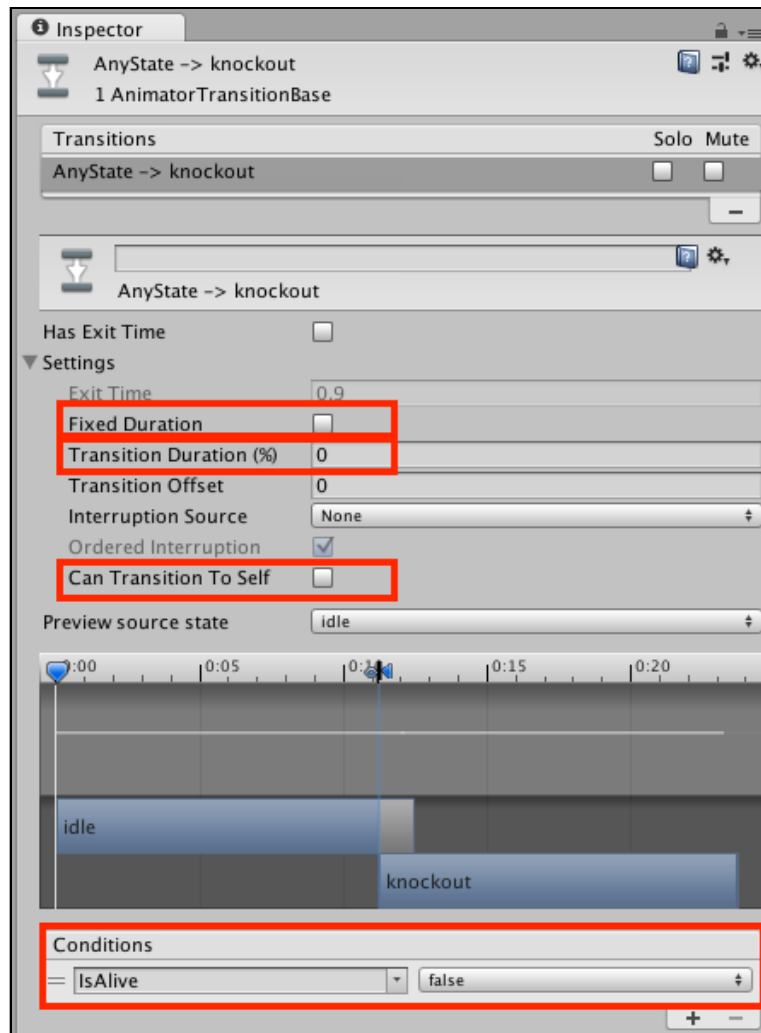 Inspector
AnyState -> knockout
1 AnimatorTransitionBase
Transitions Solo Mute
AnyState -> knockout
AnyState -> knockout
Has Exit Time
Settings
Exit Time 0.9
Fixed Duration
Transition Duration (%) 0
Transition Offset 0
Interruption Source None
Ordered Interruption
Can Transition To Self
Preview source state idle
0:05 0:15 0:20
idle
knockout
Conditions
IsAlive false